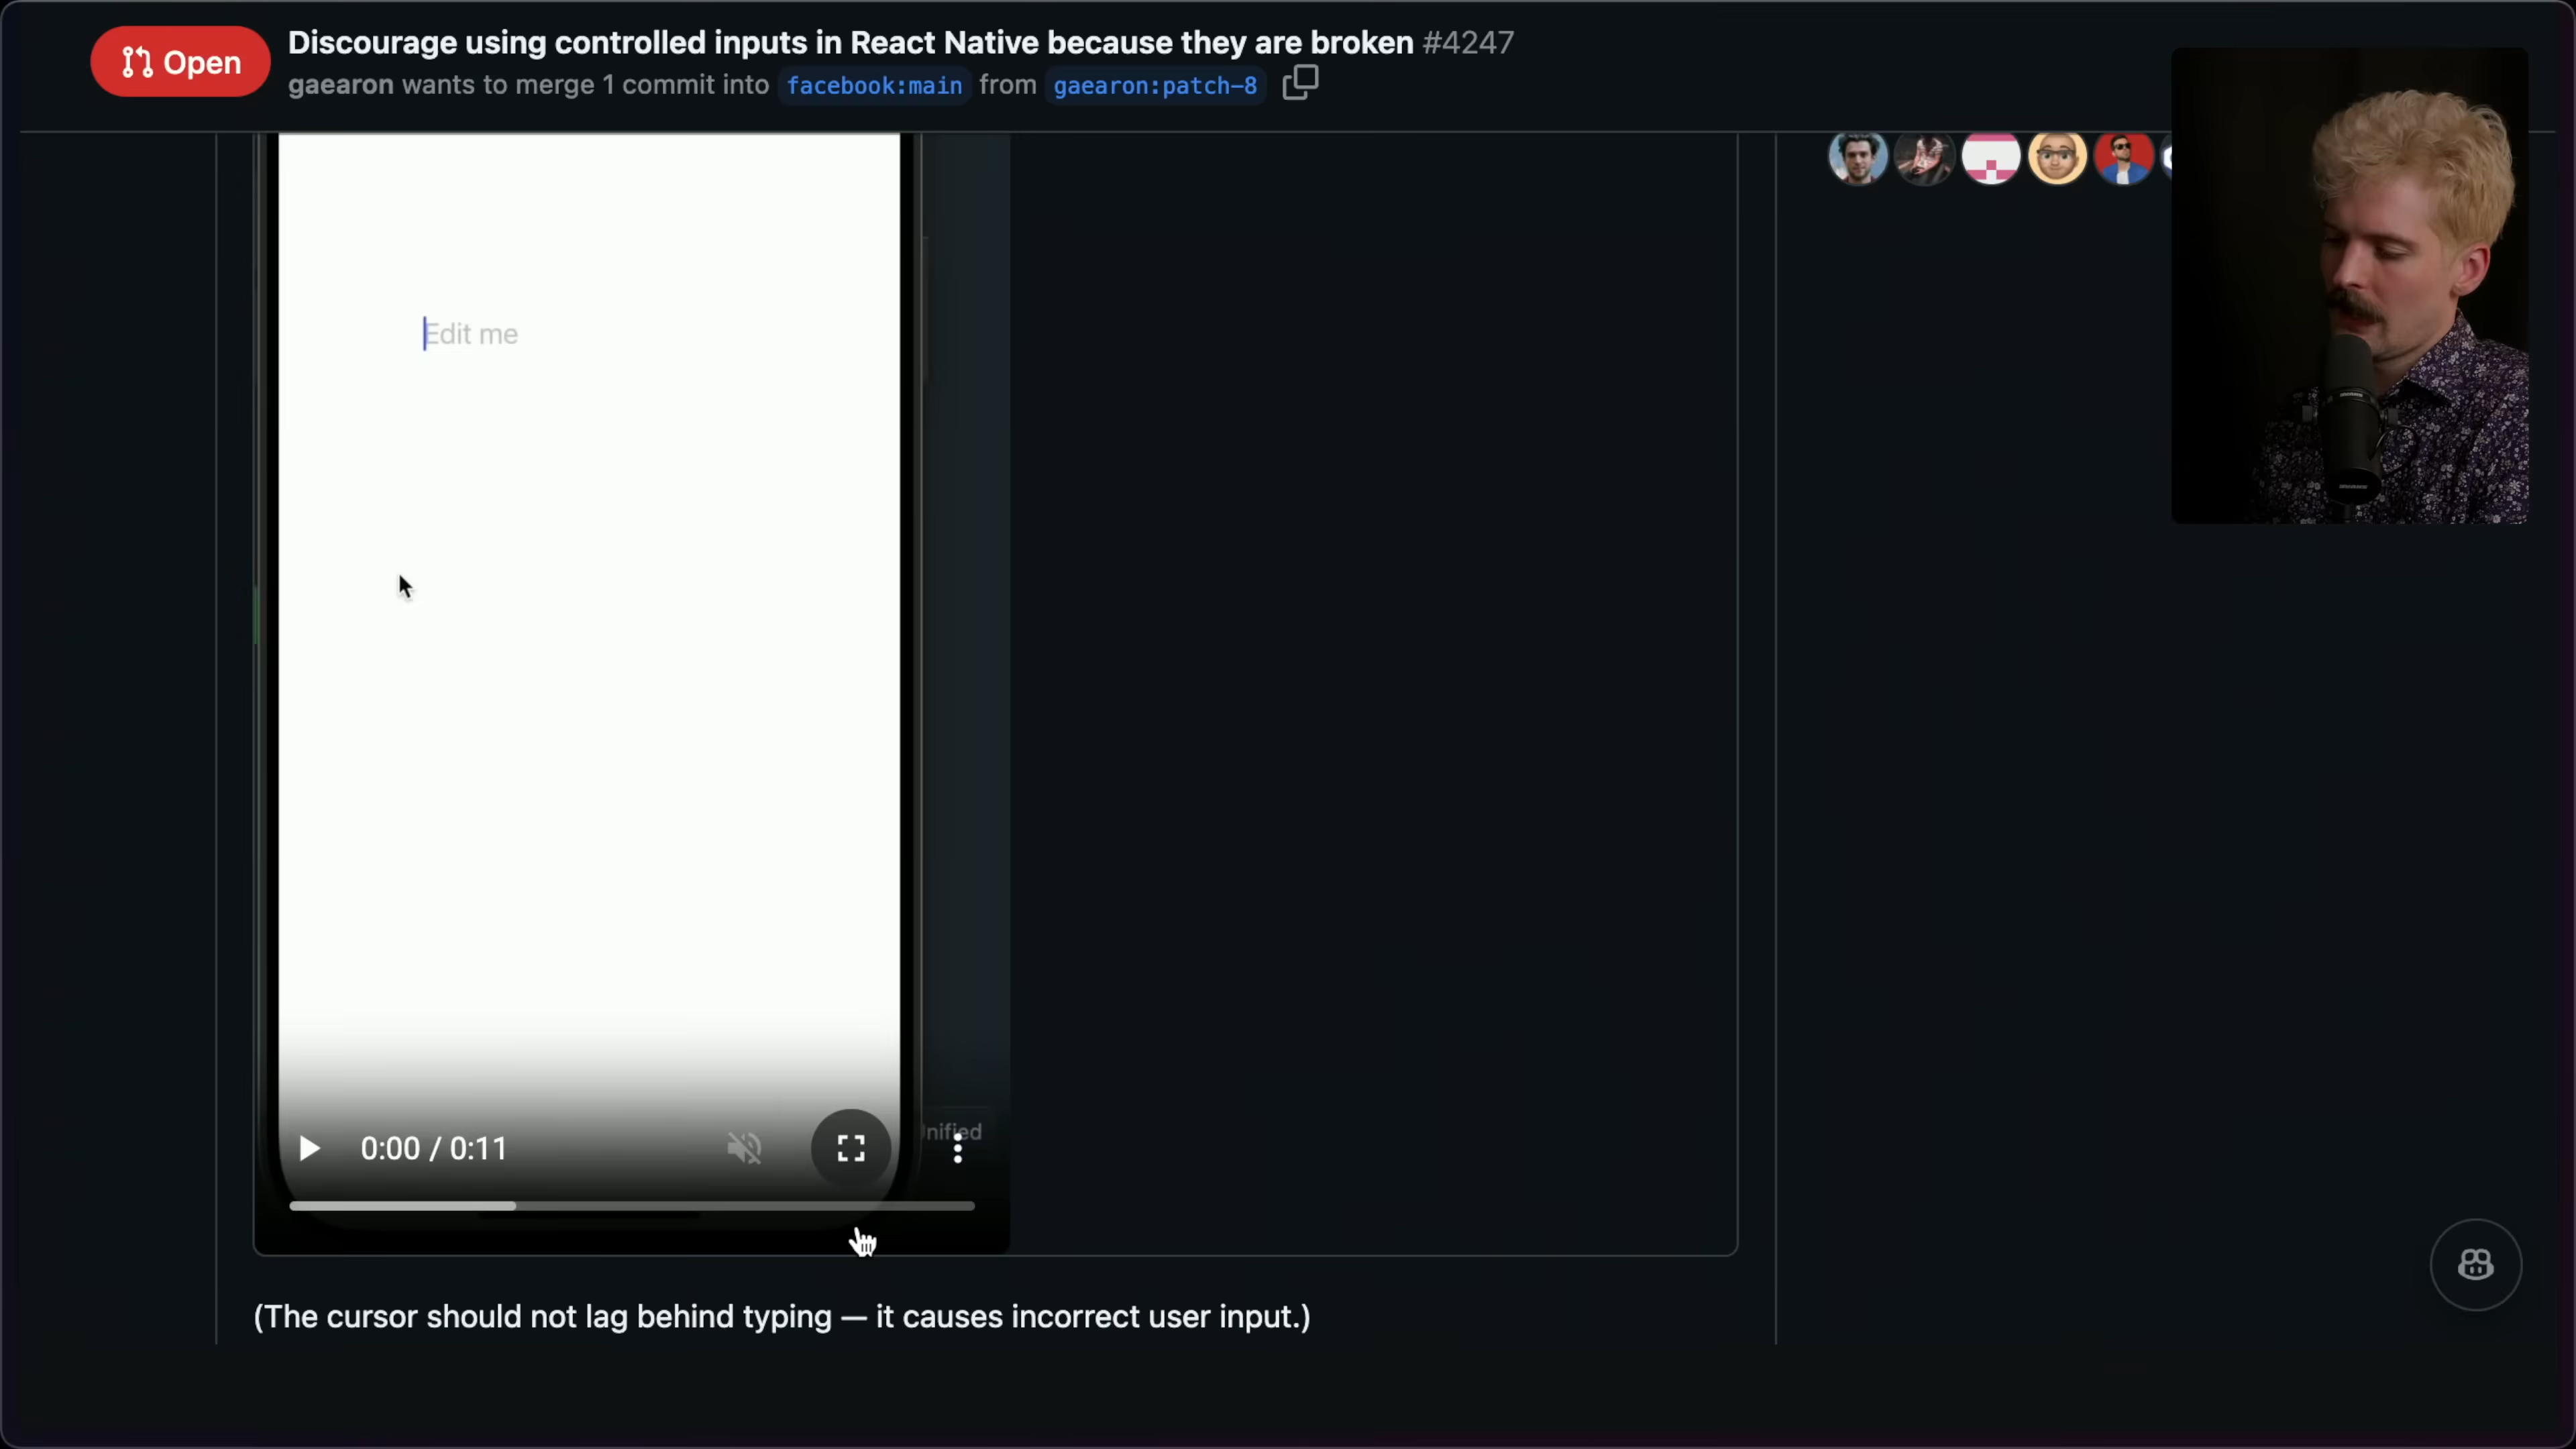 Open
Discourage using controlled inputs in React Native because they are broken #4247
gaearon wants to merge 1 commit into facebook:main from gaearon:patch-8
Edit me
0:00 / 0:11
(The cursor should not lag behind typing — it causes incorrect user input.)